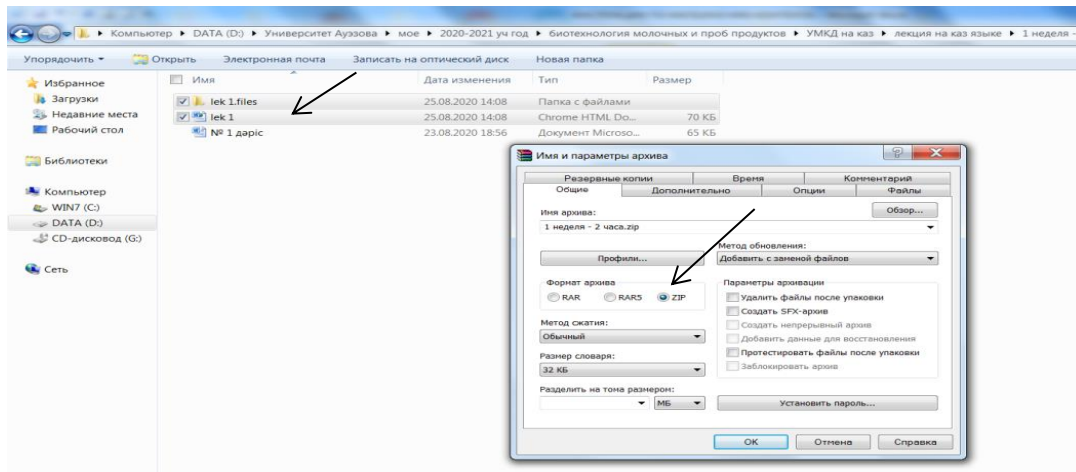 Компьютер ▸ DATA (D:) ▸ Университет Ауэзова ▸ мое ▸ 2020-2021 уч год ▸ биотехнология молочных и проб продуктов ▸ УМКД на каз ▸ лекция на каз языке ▸ 1 неделя -
Упорядочить Открыть Электронная почта Записать на оптический диск Новая папка
Избранное
Загрузки
Недавние места
Рабочий стол
Библиотеки
Компьютер
WIN7 (C:)
DATA (D:)
CD-дисковод (G:)
Сеть
Имя Дата изменения Тип Размер
lek 1.files 25.08.2020 14:08 Папка с файлами
lek 1 25.08.2020 14:08 Chrome HTML Do... 70 КБ
№ 1 дәріс 23.08.2020 18:56 Документ Microso... 65 КБ
Имя и параметры архива
Резервные копии Время Комментарий
Общие Дополнительно Опции Файлы
Имя архива: Обзор...
1 неделя - 2 часа.zip
Метод обновления:
Профили... Добавить с заменой файлов
Формат архива Параметры архивации
RAR RAR5 ZIP Удалить файлы после упаковки
Создать SFX-архив
Метод сжатия: Создать непрерывный архив
Обычный Добавить данные для восстановления
Размер словаря: Протестировать файлы после упаковки
32 КБ Заблокировать архив
Разделить на тома размером:
МБ Установить пароль...
OK Отмена Справка